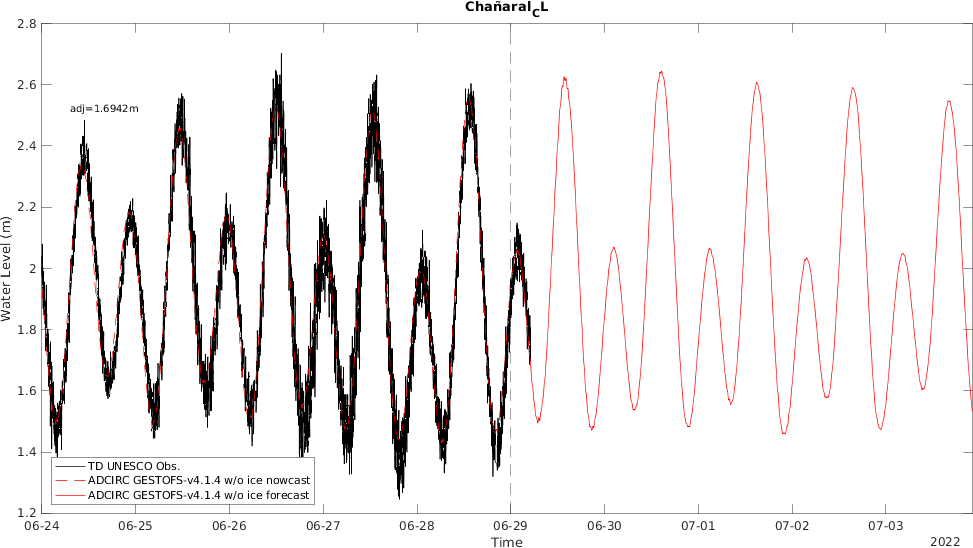 Chañaral_CL
2.8
2.6
2.4
2.2
2
1.8
1.6
1.4
1.2
Water Level (m)
adj=1.6942m
TD UNESCO Obs.
ADCIRC GESTOFS-v4.1.4 w/o ice nowcast
ADCIRC GESTOFS-v4.1.4 w/o ice forecast
06-24 06-25 06-26 06-27 06-28 06-29 06-30 07-01 07-02 07-03
Time
2022